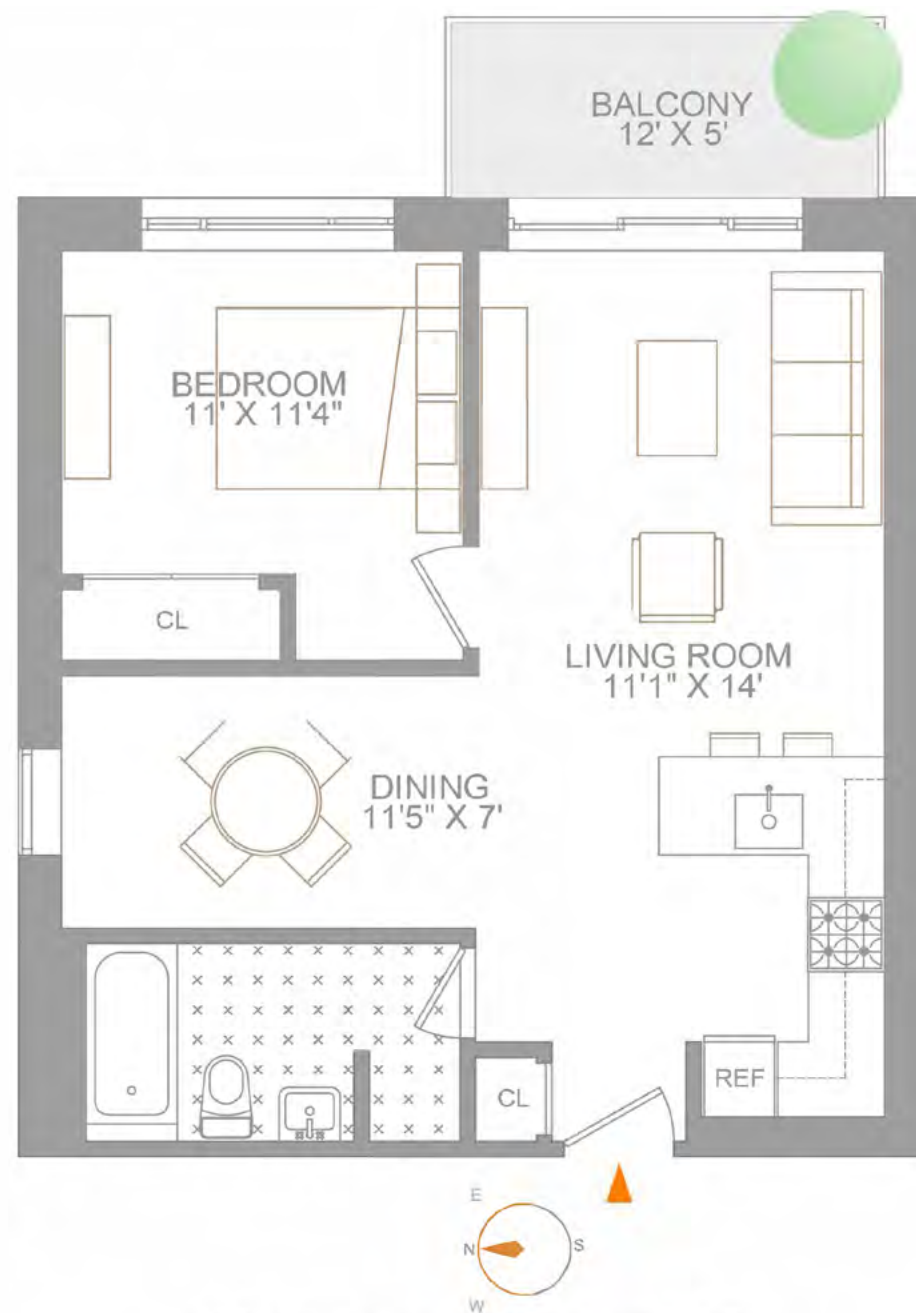 BALCONY
12' X 5'
BEDROOM
11' X 11'4"
CL
LIVING ROOM
11'1" X 14'
DINING
11'5" X 7'
REF
CL
E
N
S
W